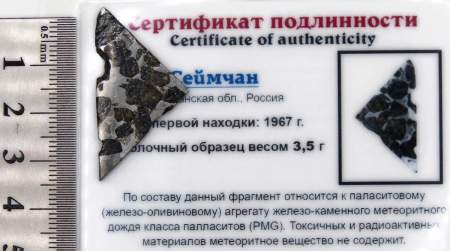 0.5mm
1
2
3
4
5
Сертификат подлинности
Certificate of authenticity
Сеймчан
нская обл., Россия
первой находки: 1967 г.
лочный образец весом 3,5 г
По составу данный фрагмент относится к палаcитовому
(железо-оливиновому) агрегату железо-каменного метеоритного
дождя класса палласитов (PMG). Токсичных и радиоактивных
материалов метеоритное вещество не содержит.